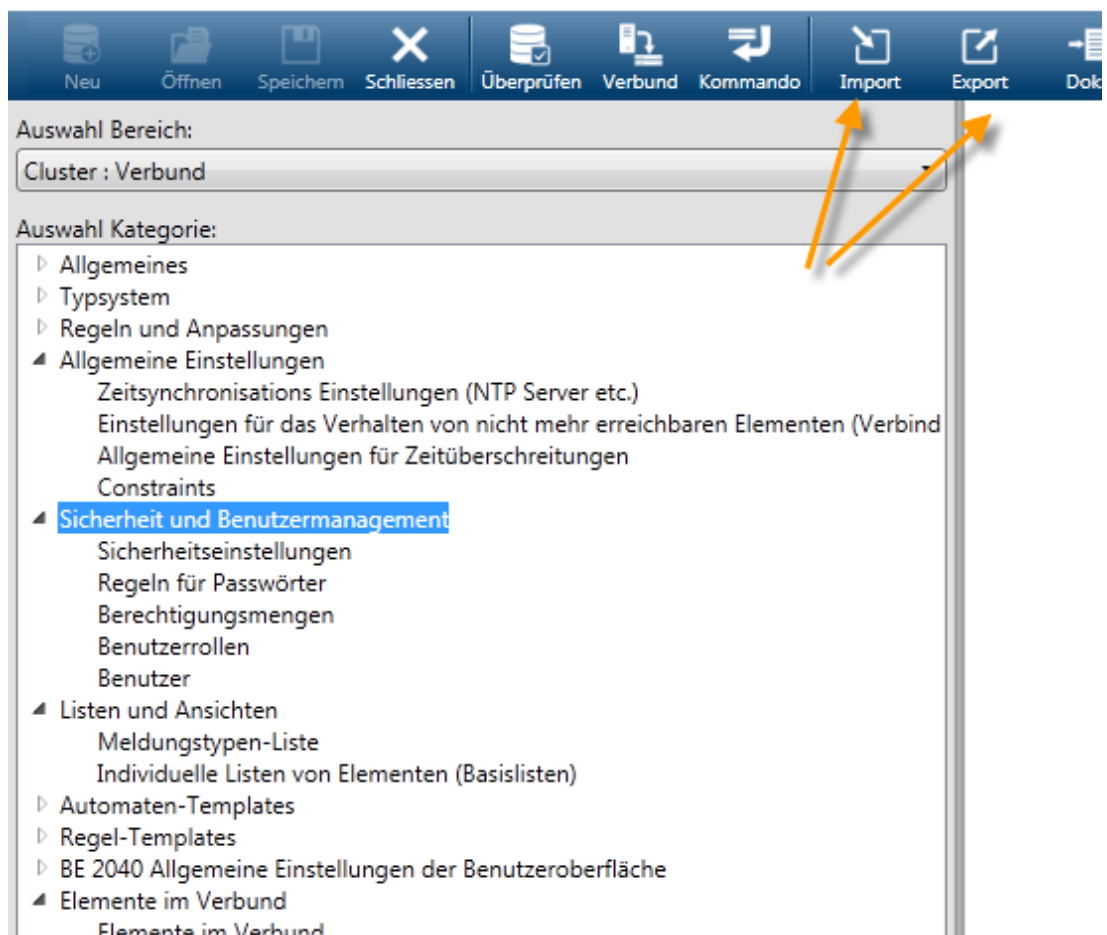 Neu Öffnen Speichern Schliessen Überprüfen Verbund Kommando Import Export
Auswahl Bereich:
Cluster : Verbund
Auswahl Kategorie:
Allgemeines
Typsystem
Regeln und Anpassungen
Allgemeine Einstellungen
Zeitsynchronisations Einstellungen (NTP Server etc.)
Einstellungen für das Verhalten von nicht mehr erreichbaren Elementen (Verbind
Allgemeine Einstellungen für Zeitüberschreitungen
Constraints
Sicherheit und Benutzermanagement
Sicherheitseinstellungen
Regeln für Passwörter
Berechtigungsmengen
Benutzerrollen
Benutzer
Listen und Ansichten
Meldungstypen-Liste
Individuelle Listen von Elementen (Basislisten)
Automaten-Templates
Regel-Templates
BE 2040 Allgemeine Einstellungen der Benutzeroberfläche
Elemente im Verbund
Elemente im Verbund